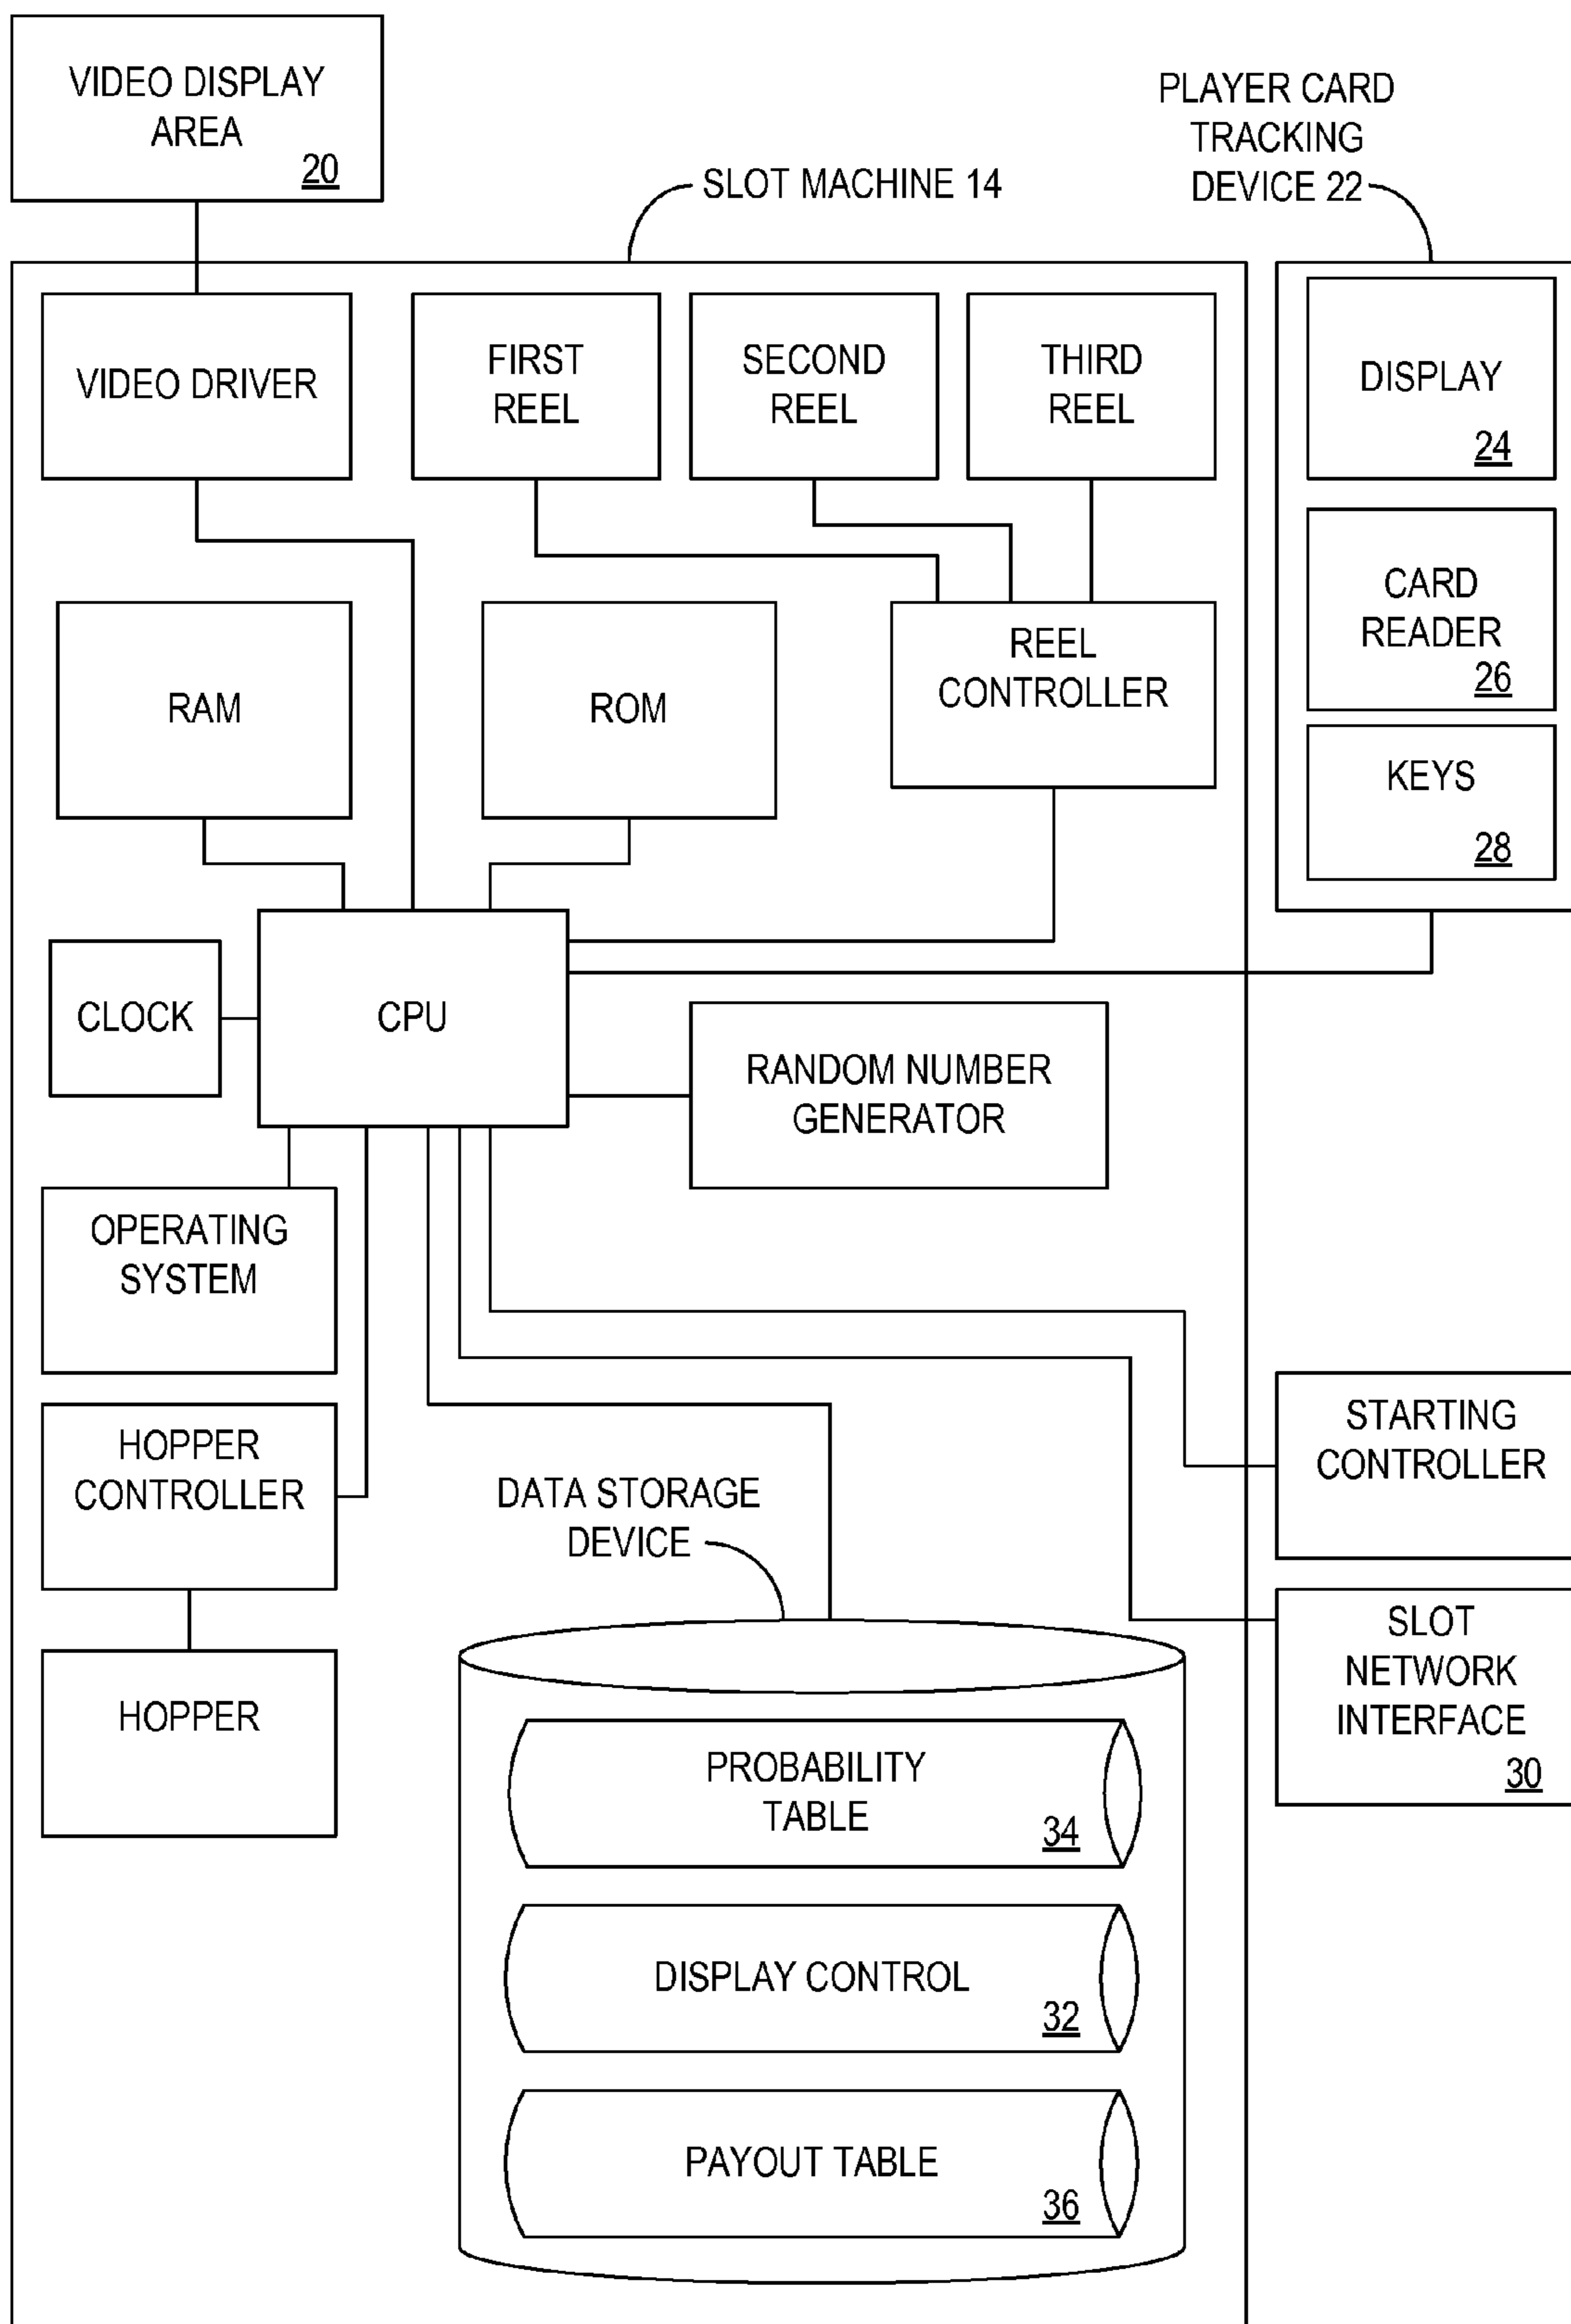 VIDEO DISPLAY
AREA
20
PLAYER CARD
TRACKING
DEVICE 22
SLOT MACHINE 14
VIDEO DRIVER
FIRST
REEL
SECOND
REEL
THIRD
REEL
DISPLAY
24
CARD
READER
26
KEYS
28
RAM
ROM
REEL
CONTROLLER
CLOCK
CPU
RANDOM NUMBER
GENERATOR
OPERATING
SYSTEM
HOPPER
CONTROLLER
HOPPER
STARTING
CONTROLLER
SLOT
NETWORK
INTERFACE
30
DATA STORAGE
DEVICE
PROBABILITY
TABLE
34
DISPLAY CONTROL
32
PAYOUT TABLE
36